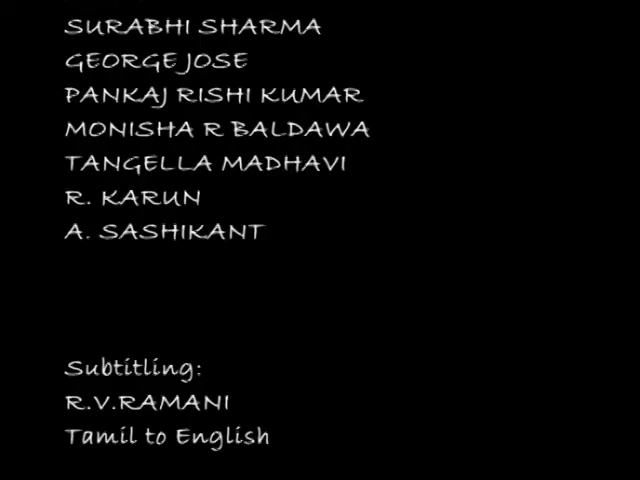 SURABHI SHARMA
GEORGE JOSE
PANKAJ RISHI KUMAR
MONISHA R BALDAWA
TANGELLA MADHAVI
R. KARUN
A. SASHIKANT
Subtitling:
R.V.RAMANI
Tamil to English